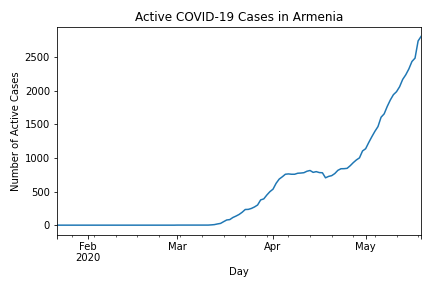 Active COVID-19 Cases in Armenia
Number of Active Cases
2500
2000
1500
1000
500
0
Feb
2020
Mar
Apr
May
Day